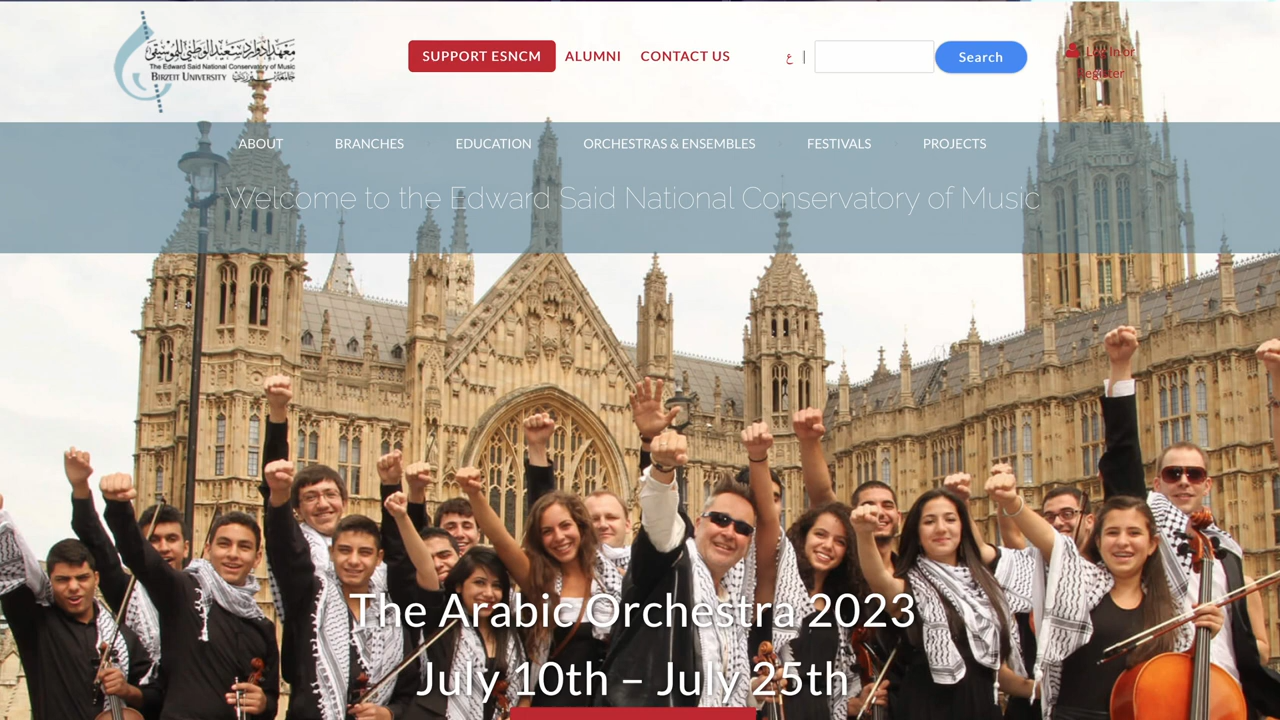 معهد إدوارد سعيد الوطني للموسيقى
The Edward Said National Conservatory of Music
BIRZEIT UNIVERSITY جامعة بيرزيت
SUPPORT ESNCM ALUMNI CONTACT US
ع |
Search
Log In or
Register
ABOUT BRANCHES EDUCATION ORCHESTRAS & ENSEMBLES FESTIVALS PROJECTS
Welcome to the Edward Said National Conservatory of Music
The Arabic Orchestra 2023
July 10th – July 25th